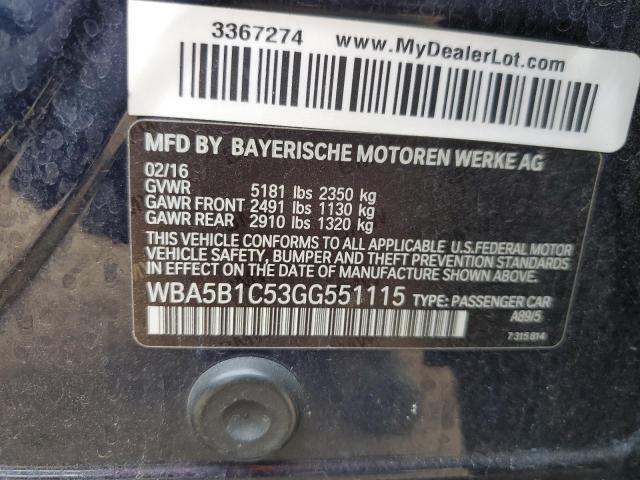 3367274 www.MyDealerLot.com
MFD BY BAYERISCHE MOTOREN WERKE AG
02/16
GVWR 5181 lbs 2350 kg
GAWR FRONT 2491 lbs 1130 kg
GAWR REAR 2910 lbs 1320 kg
THIS VEHICLE CONFORMS TO ALL APPLICABLE U.S.FEDERAL MOTOR
VEHICLE SAFETY, BUMPER AND THEFT PREVENTION STANDARDS
IN EFFECT ON THE DATE OF MANUFACTURE SHOWN ABOVE.
WBA5B1C53GG551115 TYPE: PASSENGER CAR
A89/5
7 315 814